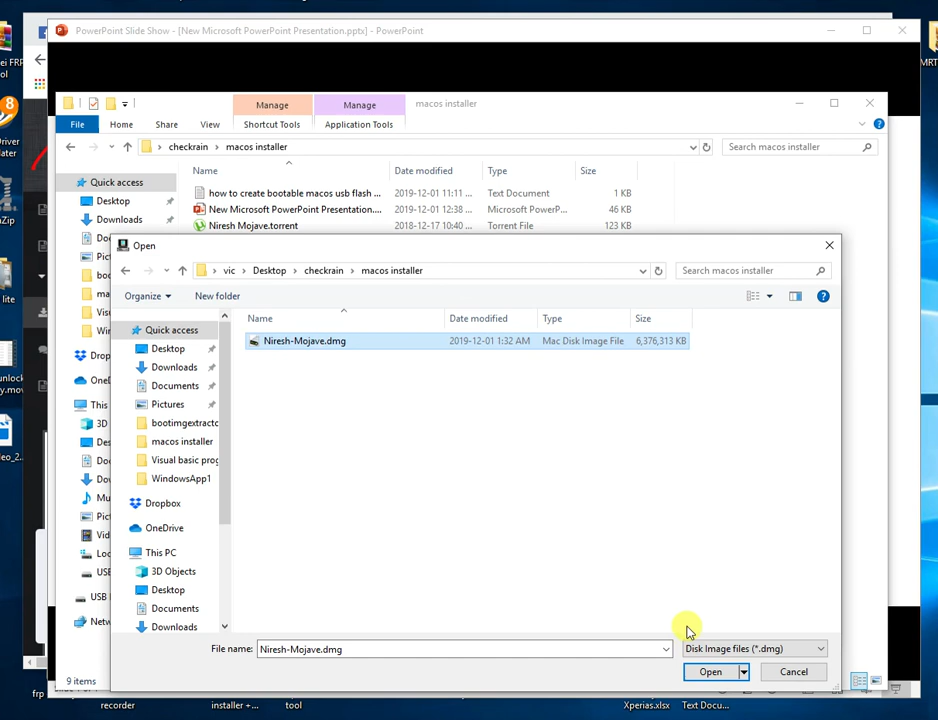 PowerPoint Slide Show - [New Microsoft PowerPoint Presentation.pptx] - PowerPoint
Manage Manage macos installer
File Home Share View Shortcut Tools Application Tools
checkrain › macos installer
Search macos installer
Name Date modified Type Size
Quick access
Desktop
Downloads
how to create bootable macos usb flash ... 2019-12-01 11:11 ... Text Document 1 KB
New Microsoft PowerPoint Presentation.... 2019-12-01 12:38 ... Microsoft PowerP... 46 KB
Niresh Mojave.torrent 2018-12-17 10:40 ... Torrent File 123 KB
Open
› vic › Desktop › checkrain › macos installer
Search macos installer
Organize New folder
Name Date modified Type Size
Niresh-Mojave.dmg 2019-12-01 1:32 AM Mac Disk Image File 6,376,313 KB
Quick access
Desktop
Downloads
Documents
Pictures
bootimgextractc
macos installer
Visual basic prog
WindowsApp1
Dropbox
OneDrive
This PC
3D Objects
Desktop
Documents
Downloads
File name: Niresh-Mojave.dmg
Disk Image files (*.dmg)
Open Cancel
9 items
frp
recorder
installer +...
tool
Xperias.xlsx
Text Docu...